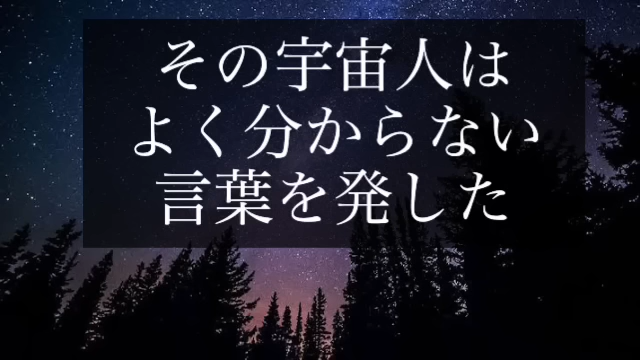 その宇宙人は
よく分からない
言葉を発した